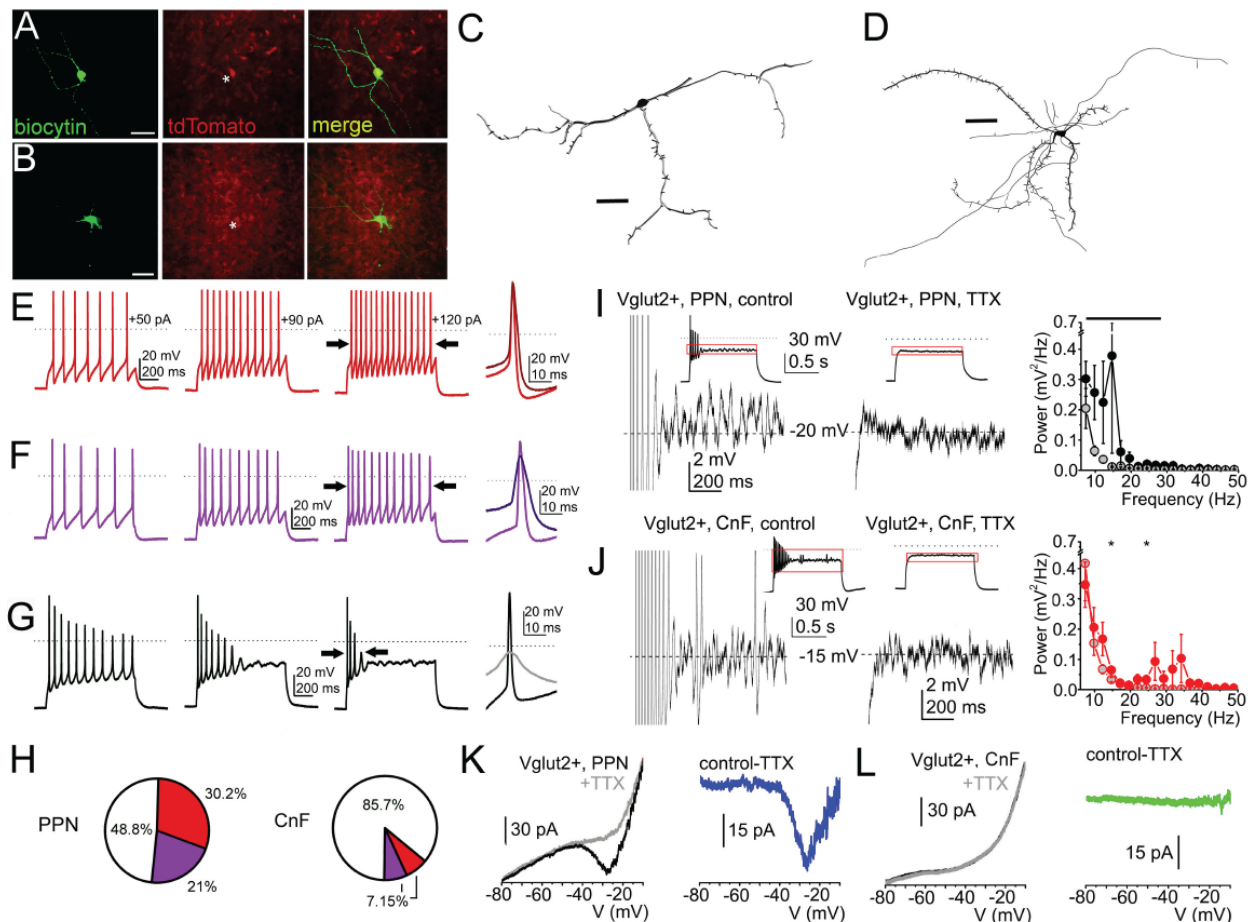 A
biocytin
tdTomato
*
merge
B
*
C
D
E
+50 pA
20 mV
200 ms
+90 pA
+120 pA
20 mV
10 ms
F
20 mV
200 ms
20 mV
200 ms
20 mV
10 ms
G
20 mV
200 ms
20 mV
10 ms
H
PPN
30.2%
48.8%
21%
CnF
85.7%
7.15%
I
Vglut2+, PPN, control
30 mV
0.5 s
-20 mV
2 mV
200 ms
Vglut2+, PPN, TTX
Power (mV²/Hz)
0.7
0.4
0.3
0.2
0.1
0.0
10 20 30 40 50
Frequency (Hz)
J
Vglut2+, CnF, control
30 mV
0.5 s
-15 mV
Vglut2+, CnF, TTX
2 mV
200 ms
Power (mV²/Hz)
0.7
0.4
0.3
0.2
0.1
0.0
* *
10 20 30 40 50
Frequency (Hz)
K
Vglut2+, PPN
+TTX
30 pA
-80 -60 -40 -20
V (mV)
control-TTX
15 pA
-80 -60 -40 -20
V (mV)
L
Vglut2+, CnF
+TTX
30 pA
-80 -60 -40 -20
V (mV)
control-TTX
15 pA
-80 -60 -40 -20
V (mV)